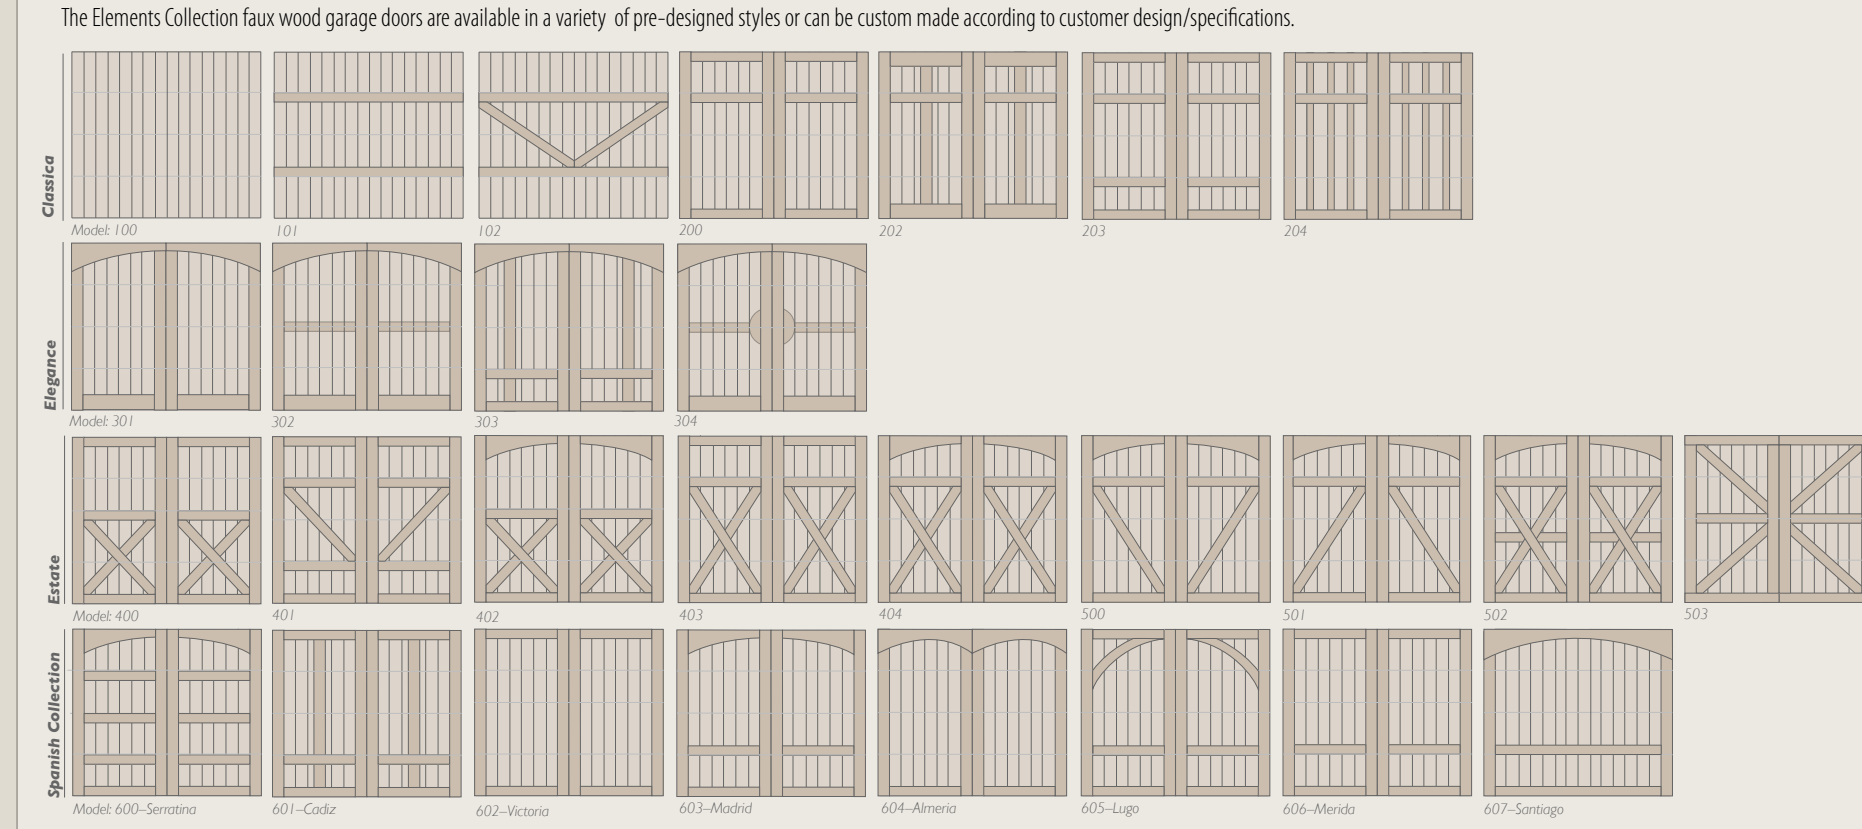 The Elements Collection faux wood garage doors are available in a variety of pre-designed styles or can be custom made according to customer design/specifications.
Classica
Model: 100
101
102
200
202
203
204
Elegance
Model: 301
302
303
304
Estate
Model: 400
401
402
403
404
500
501
502
503
Spanish Collection
Model: 600–Serratina
601–Cadiz
602–Victoria
603–Madrid
604–Almeria
605–Lugo
606–Merida
607–Santiago